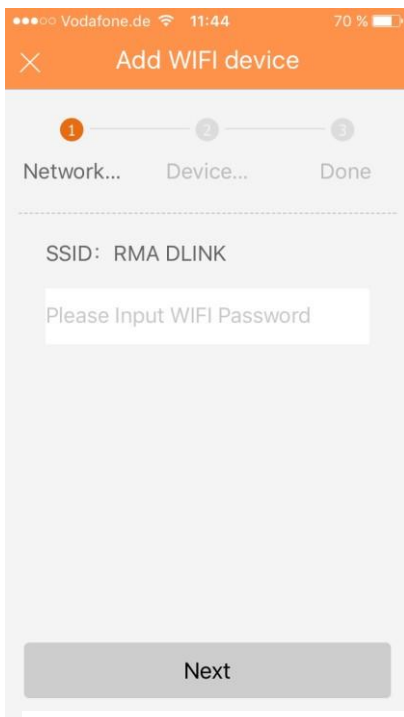 Vodafone.de 11:44 70 %
Add WIFI device
1 2 3
Network... Device... Done
SSID: RMA DLINK
Please Input WIFI Password
Next